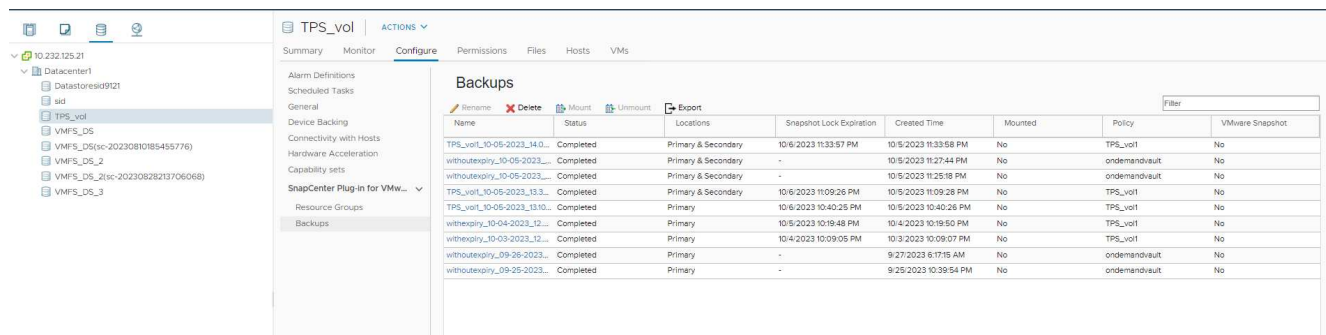 TPS_vol ACTIONS
Summary Monitor Configure Permissions Files Hosts VMs
10.232.125.21
Datacenter1
Datastoresid9121
sid
TPS_vol
VMFS_DS
VMFS_DS(sc-20230810185455776)
VMFS_DS_2
VMFS_DS_2(sc-20230828213706068)
VMFS_DS_3
Alarm Definitions
Scheduled Tasks
General
Device Backing
Connectivity with Hosts
Hardware Acceleration
Capability sets
SnapCenter Plug-in for VMw...
Resource Groups
Backups
Backups
Rename Delete Mount Unmount Export Filter
Name Status Locations Snapshot Lock Expiration Created Time Mounted Policy VMware Snapshot
TPS_vol1_10-05-2023_14.0... Completed Primary & Secondary 10/6/2023 11:33:57 PM 10/5/2023 11:33:58 PM No TPS_vol1 No
withoutexpiry_10-05-2023_... Completed Primary & Secondary - 10/5/2023 11:27:44 PM No ondemandvault No
withoutexpiry_10-05-2023_... Completed Primary & Secondary - 10/5/2023 11:25:18 PM No ondemandvault No
TPS_vol1_10-05-2023_13.3... Completed Primary & Secondary 10/6/2023 11:09:26 PM 10/5/2023 11:09:28 PM No TPS_vol1 No
TPS_vol1_10-05-2023_13.10... Completed Primary 10/6/2023 10:40:25 PM 10/5/2023 10:40:26 PM No TPS_vol1 No
withexpiry_10-04-2023_12.... Completed Primary 10/5/2023 10:19:48 PM 10/4/2023 10:19:50 PM No TPS_vol1 No
withexpiry_10-03-2023_12.... Completed Primary 10/4/2023 10:09:05 PM 10/3/2023 10:09:07 PM No TPS_vol1 No
withoutexpiry_09-26-2023... Completed Primary - 9/27/2023 6:17:15 AM No ondemandvault No
withoutexpiry_09-25-2023... Completed Primary - 9/25/2023 10:39:54 PM No ondemandvault No